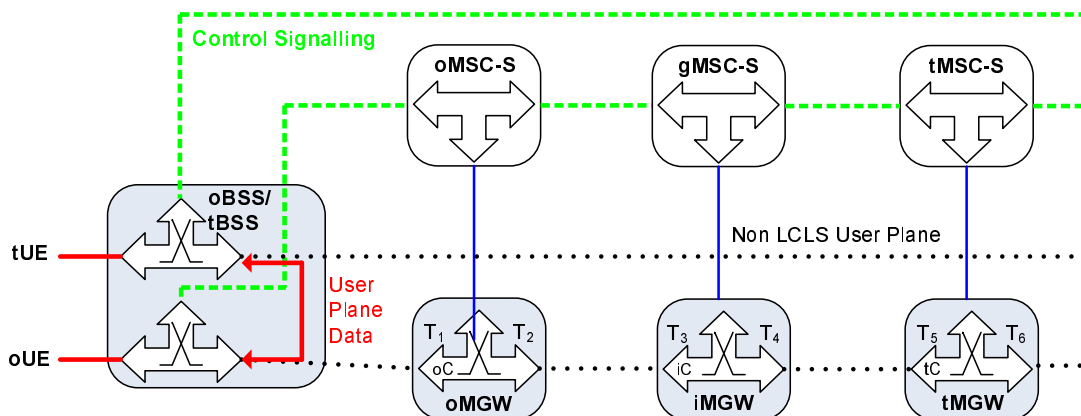 Control Signalling
oMSC-S
gMSC-S
tMSC-S
oBSS/
tBSS
tUE
Non LCLS User Plane
User
Plane
Data
oUE
T1
T2
oC
oMGW
T3
T4
iC
iMGW
T5
T6
tC
tMGW